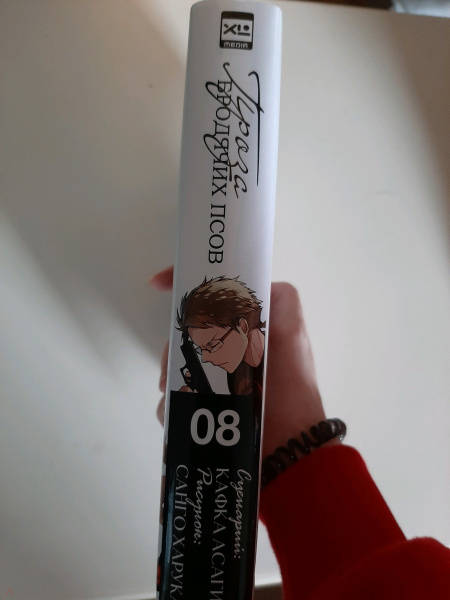 XL
MEDIA
Проза
БРОДЯЧИХ ПСОВ
08
Сценарий:
КАФКА АСАГИ
Рисунок:
САНГО ХАРУК